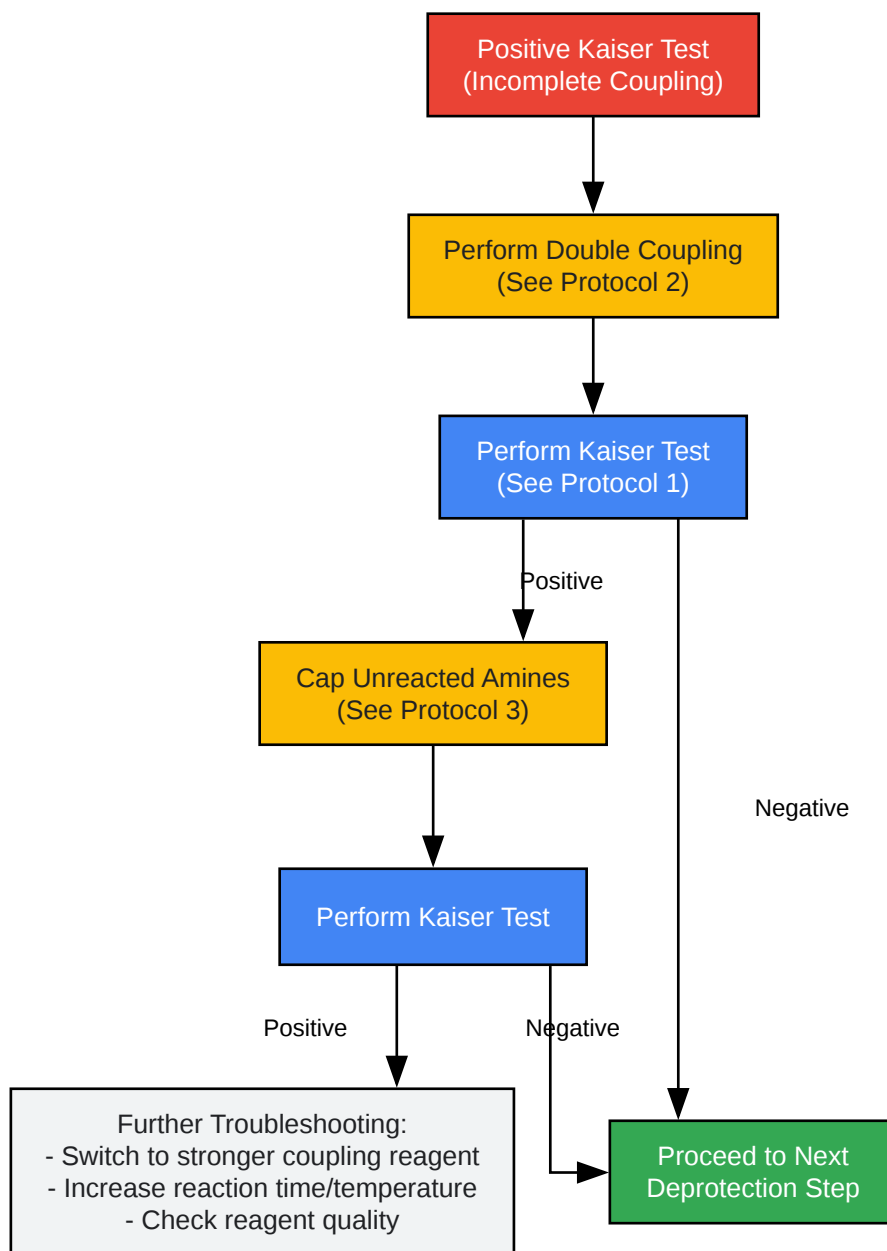 Positive Kaiser Test
(Incomplete Coupling)
Perform Double Coupling
(See Protocol 2)
Perform Kaiser Test
(See Protocol 1)
Positive
Cap Unreacted Amines
(See Protocol 3)
Negative
Perform Kaiser Test
Positive
Negative
Further Troubleshooting:
- Switch to stronger coupling reagent
- Increase reaction time/temperature
- Check reagent quality
Proceed to Next
Deprotection Step